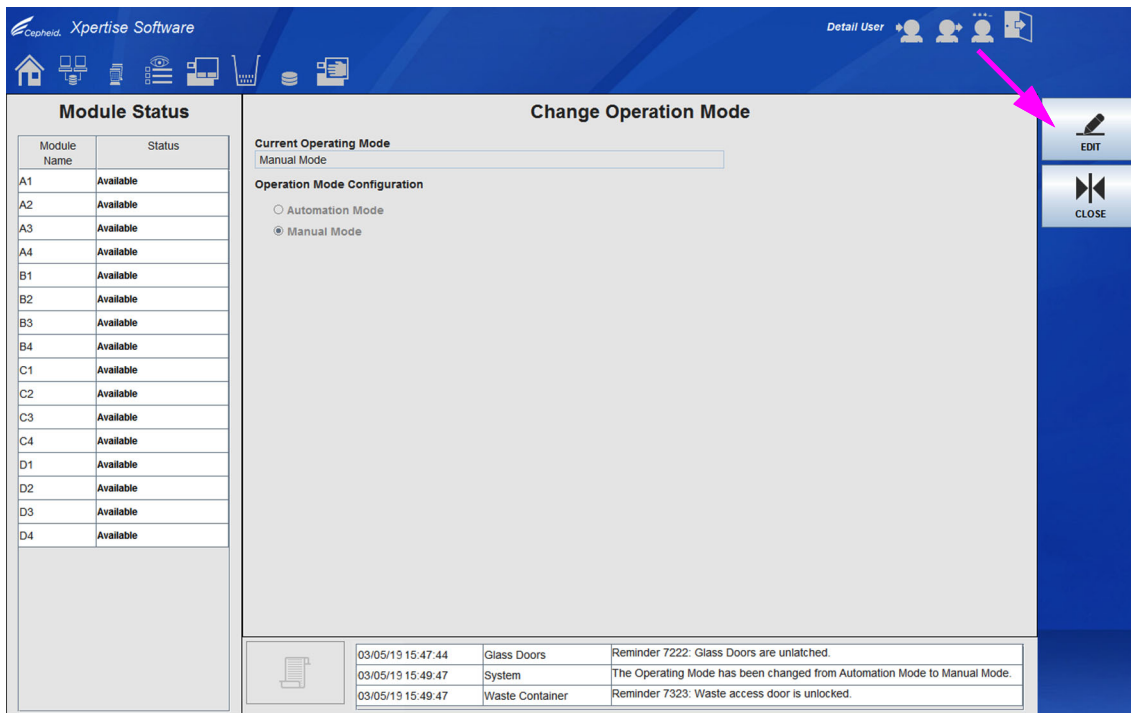 Cepheid. Xpertise Software
Detail User
Module Status
Module Name Status
A1 Available
A2 Available
A3 Available
A4 Available
B1 Available
B2 Available
B3 Available
B4 Available
C1 Available
C2 Available
C3 Available
C4 Available
D1 Available
D2 Available
D3 Available
D4 Available
Change Operation Mode
Current Operating Mode
Manual Mode
Operation Mode Configuration
Automation Mode
Manual Mode
EDIT
CLOSE
03/05/19 15:47:44 Glass Doors Reminder 7222: Glass Doors are unlatched.
03/05/19 15:49:47 System The Operating Mode has been changed from Automation Mode to Manual Mode.
03/05/19 15:49:47 Waste Container Reminder 7323: Waste access door is unlocked.